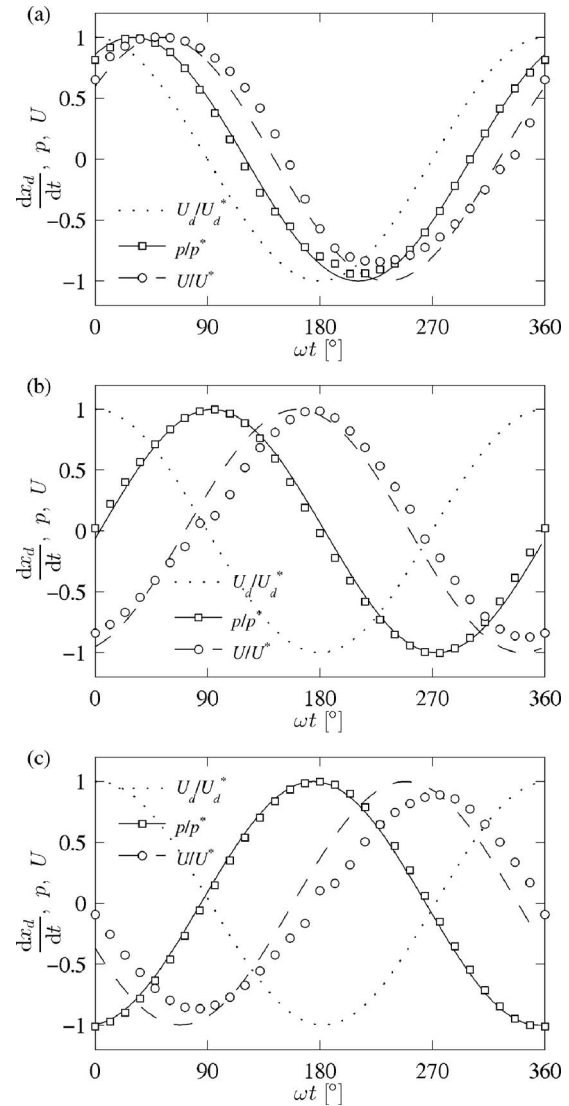 (a)
1
0.5
0
−0.5
−1
dx_d/dt, p, U
U_d/U_d*
p/p*
U/U*
0 90 180 270 360
ωt [°]
(b)
1
0.5
0
−0.5
−1
dx_d/dt, p, U
U_d/U_d*
p/p*
U/U*
0 90 180 270 360
ωt [°]
(c)
1
0.5
0
−0.5
−1
dx_d/dt, p, U
U_d/U_d*
p/p*
U/U*
0 90 180 270 360
ωt [°]